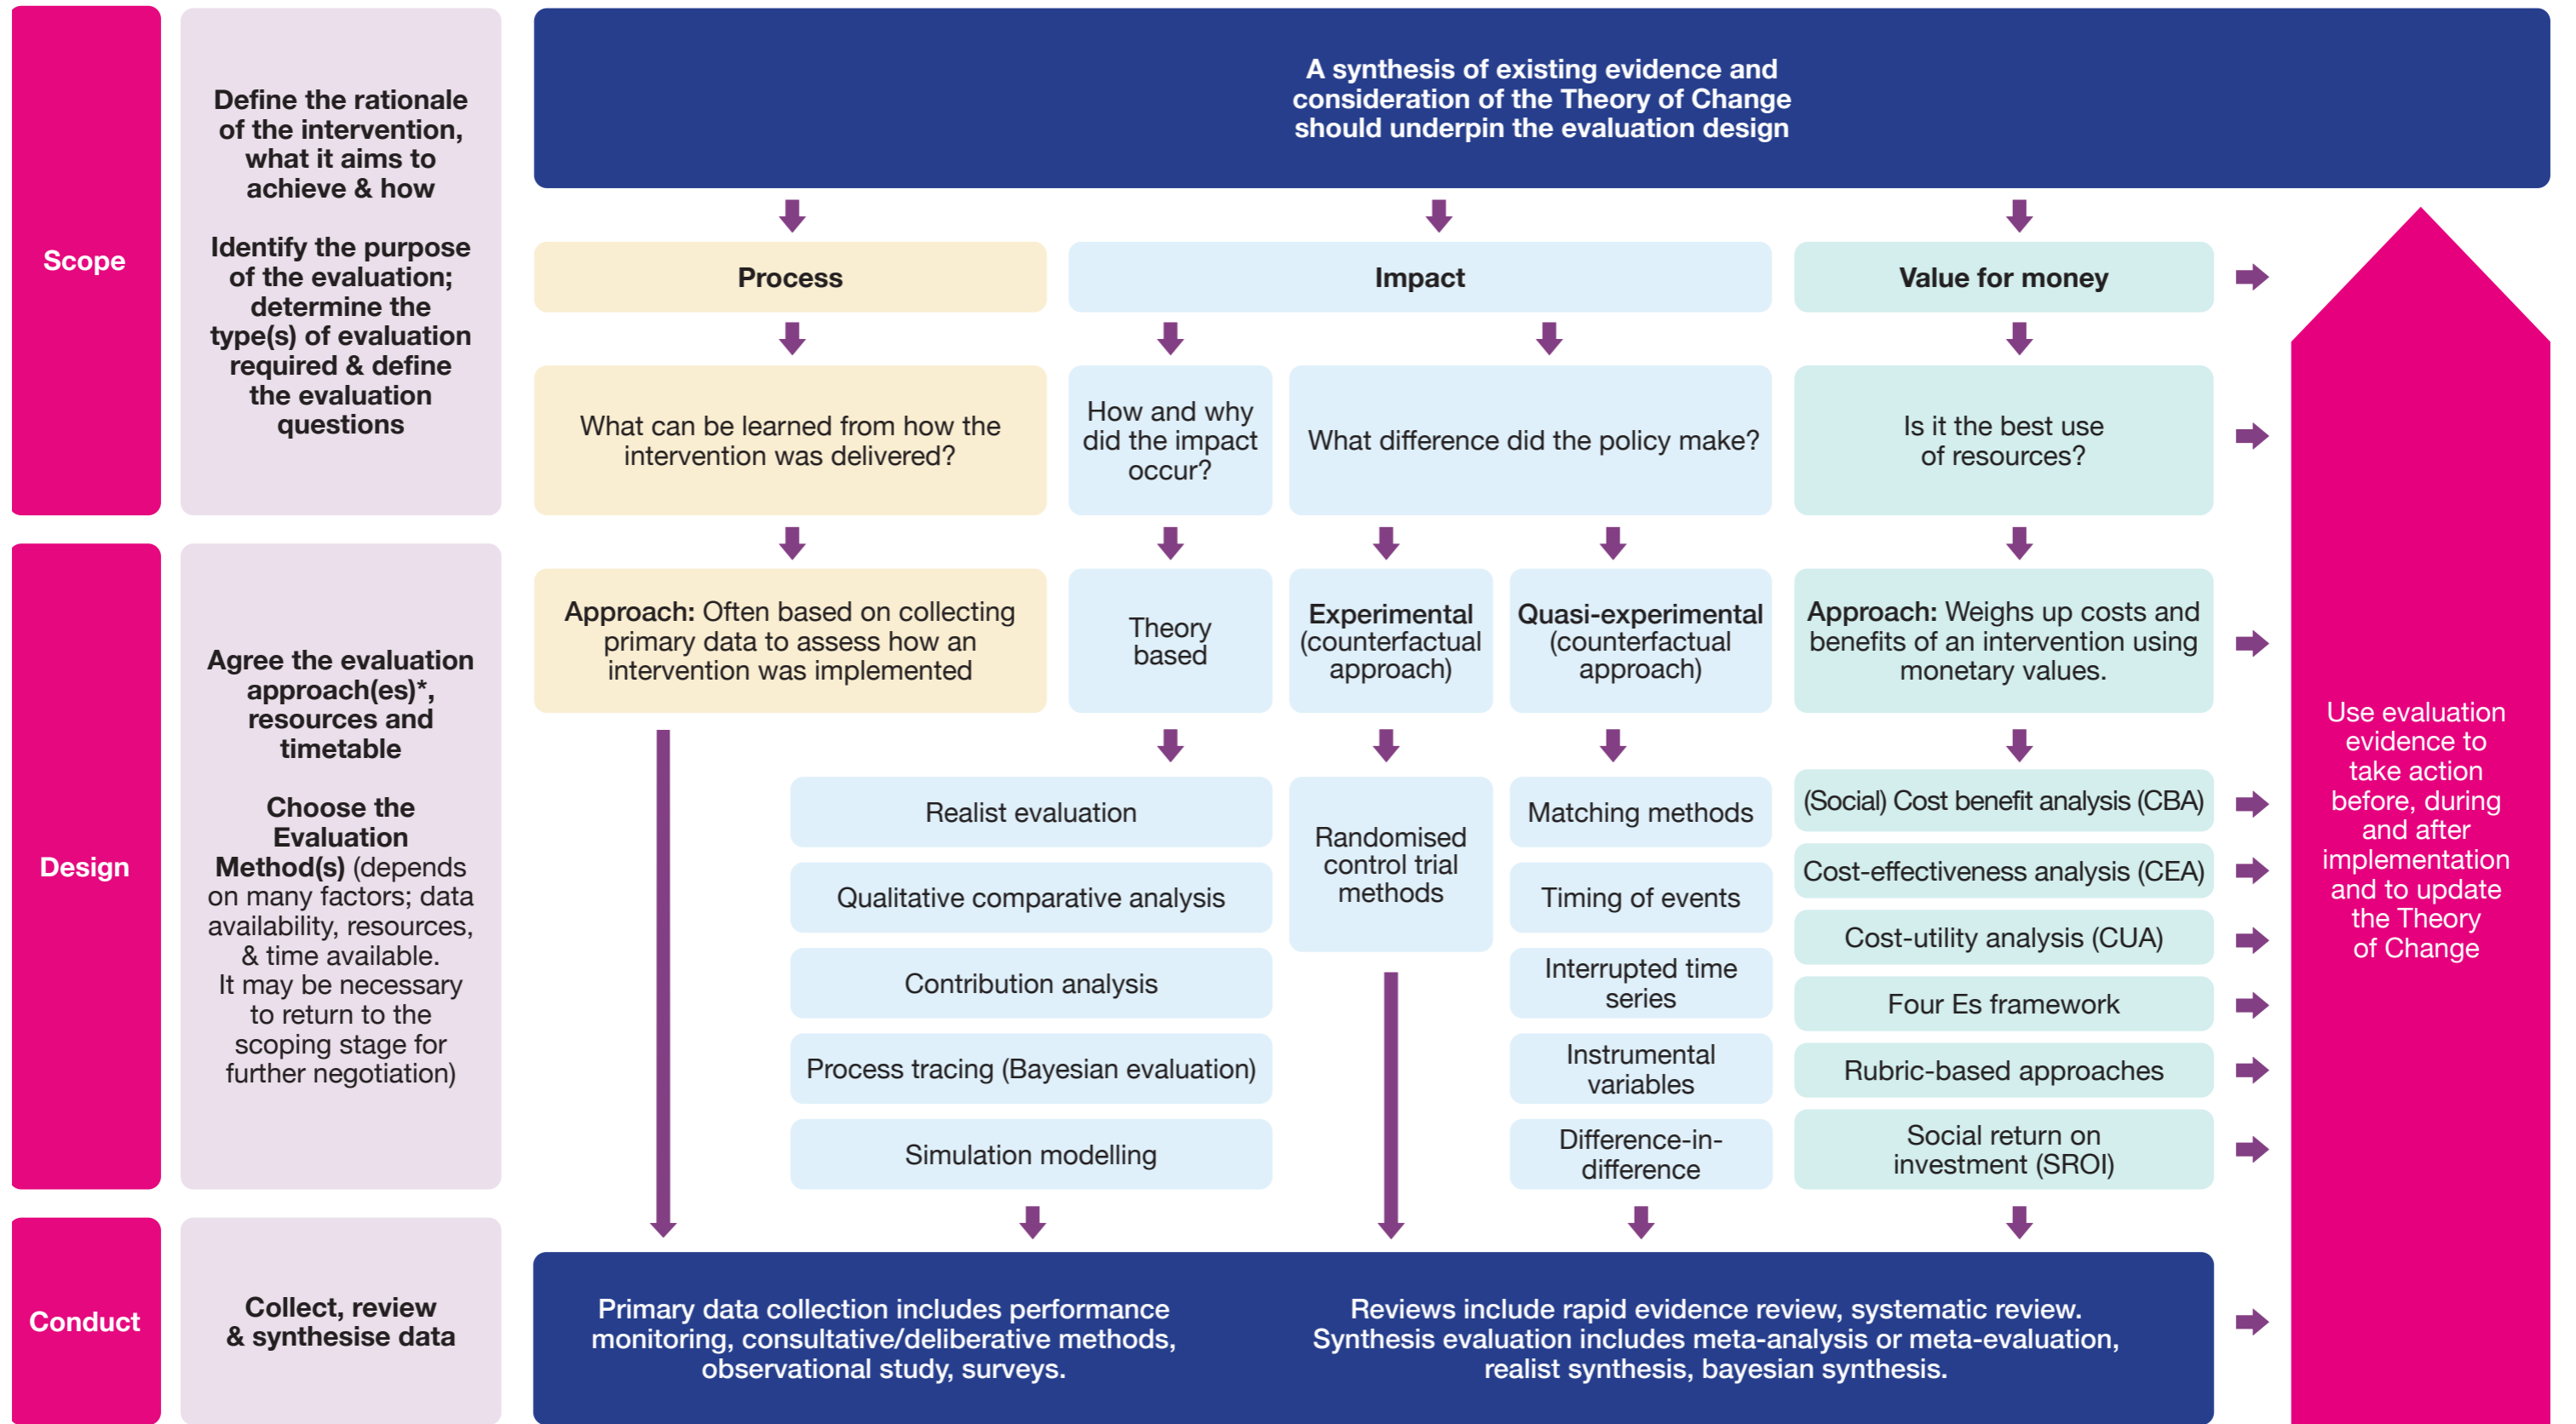 Scope
Define the rationale
of the intervention,
what it aims to
achieve & how
Identify the purpose
of the evaluation;
determine the
type(s) of evaluation
required & define
the evaluation
questions
A synthesis of existing evidence and
consideration of the Theory of Change
should underpin the evaluation design
Process
Impact
Value for money
What can be learned from how the
intervention was delivered?
How and why
did the impact
occur?
What difference did the policy make?
Is it the best use
of resources?
Design
Agree the evaluation
approach(es)*,
resources and
timetable
Choose the
Evaluation
Method(s) (depends
on many factors; data
availability, resources,
& time available.
It may be necessary
to return to the
scoping stage for
further negotiation)
Approach: Often based on collecting
primary data to assess how an
intervention was implemented
Theory
based
Experimental
(counterfactual
approach)
Quasi-experimental
(counterfactual
approach)
Approach: Weighs up costs and
benefits of an intervention using
monetary values.
Realist evaluation
Qualitative comparative analysis
Contribution analysis
Process tracing (Bayesian evaluation)
Simulation modelling
Randomised
control trial
methods
Matching methods
Timing of events
Interrupted time
series
Instrumental
variables
Difference-in-
difference
(Social) Cost benefit analysis (CBA)
Cost-effectiveness analysis (CEA)
Cost-utility analysis (CUA)
Four Es framework
Rubric-based approaches
Social return on
investment (SROI)
Use evaluation
evidence to
take action
before, during
and after
implementation
and to update
the Theory
of Change
Conduct
Collect, review
& synthesise data
Primary data collection includes performance
monitoring, consultative/deliberative methods,
observational study, surveys.
Reviews include rapid evidence review, systematic review.
Synthesis evaluation includes meta-analysis or meta-evaluation,
realist synthesis, bayesian synthesis.